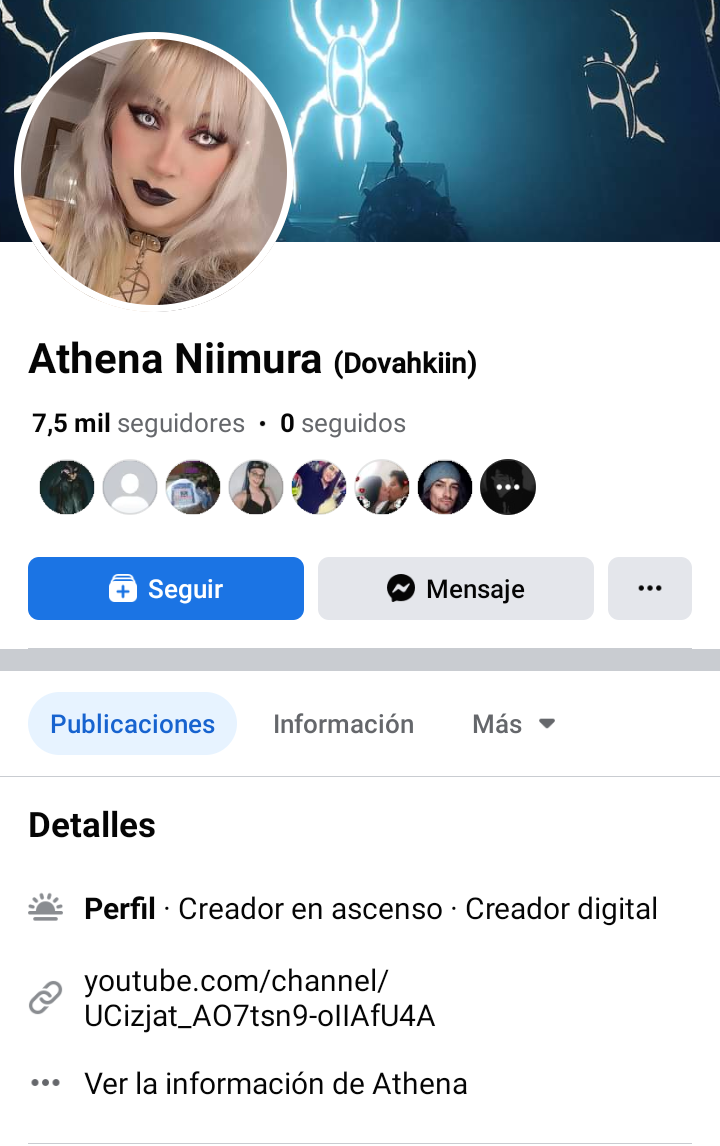 Athena Niimura (Dovahkiin)
7,5 mil seguidores · 0 seguidos
Seguir
Mensaje
Publicaciones
Información
Más
Detalles
Perfil · Creador en ascenso · Creador digital
youtube.com/channel/
UCizjat_AO7tsn9-oIIAfU4A
Ver la información de Athena